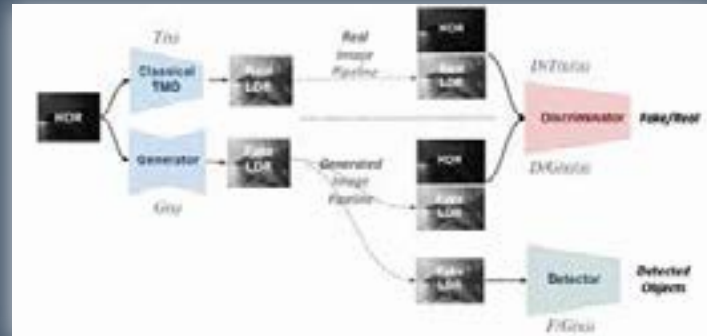 T(x)
Classical
TMO
Real
LDR
Real
Image
Pipeline
HDR
Real
LDR
HDR
Discriminator
Fake/Real
Generator
G(x)
Fake
LDR
Generated
Image
Pipeline
HDR
Fake
LDR
Fake
LDR
Detector
Detected
Objects